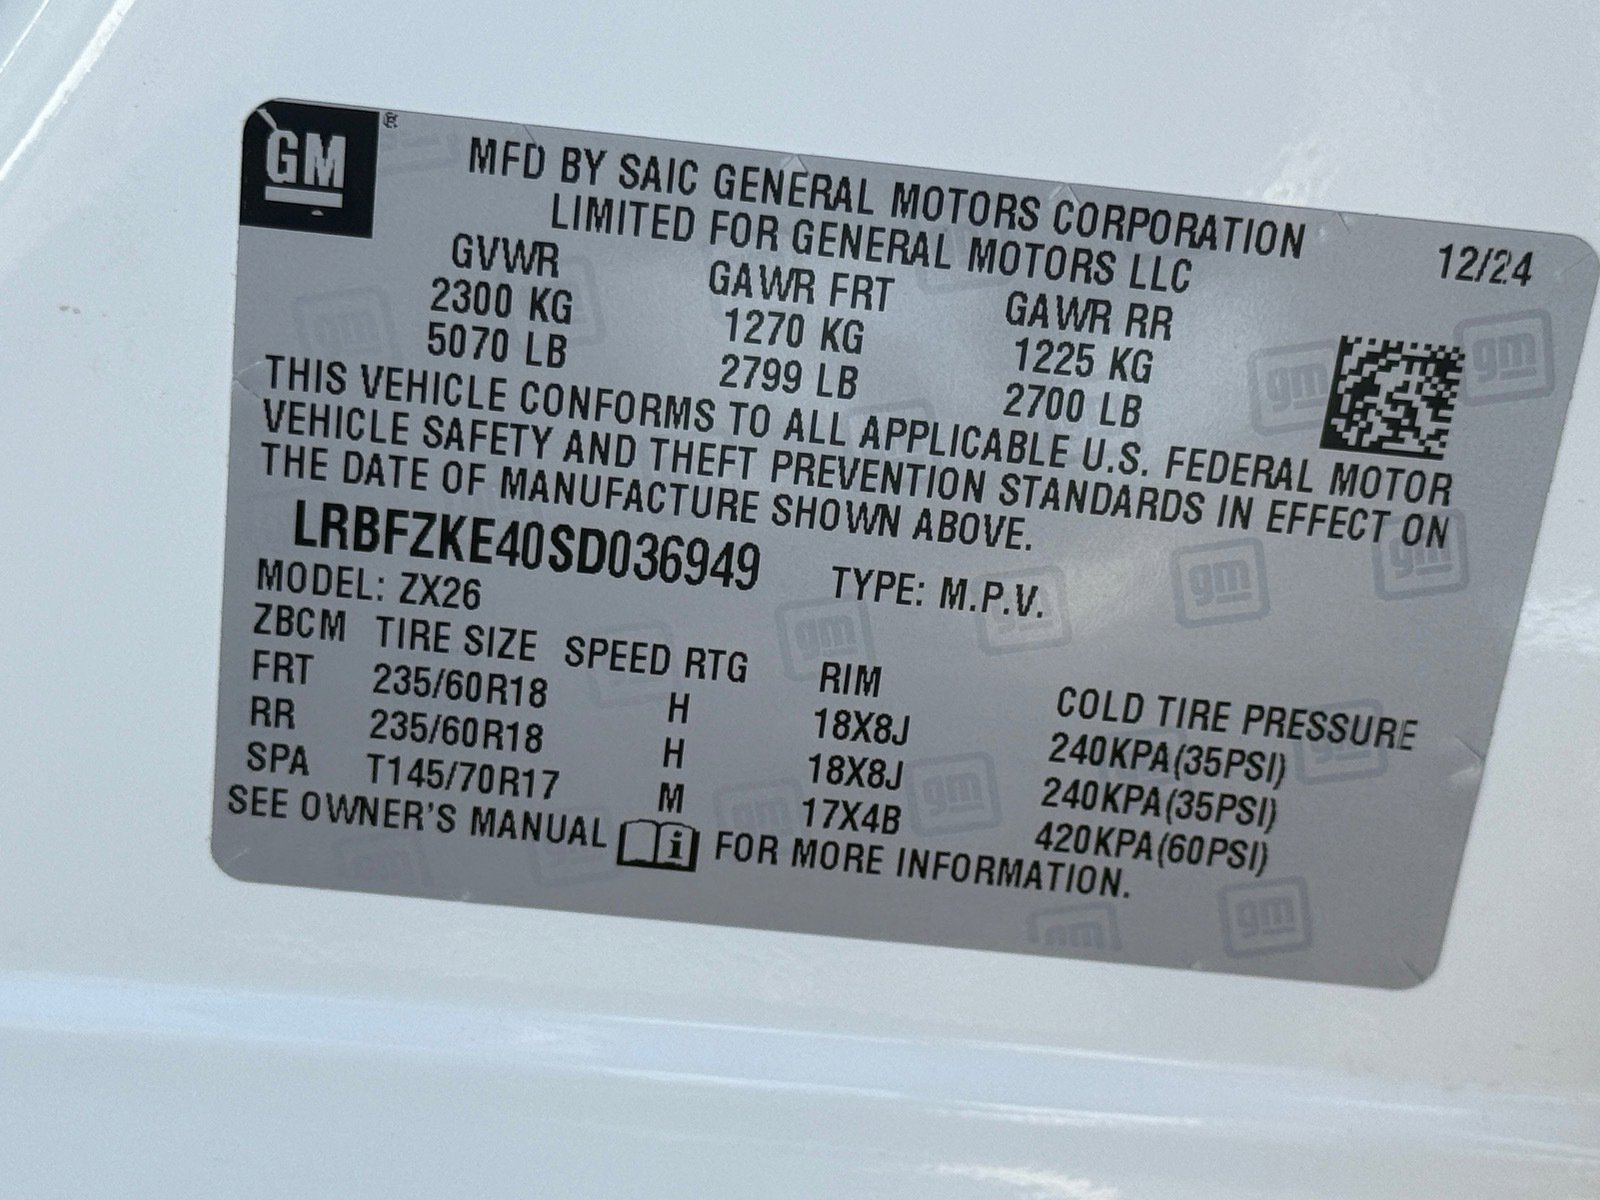 GM ®
MFD BY SAIC GENERAL MOTORS CORPORATION
LIMITED FOR GENERAL MOTORS LLC
12/24
GVWR GAWR FRT GAWR RR
2300 KG 1270 KG 1225 KG
5070 LB 2799 LB 2700 LB
THIS VEHICLE CONFORMS TO ALL APPLICABLE U.S. FEDERAL MOTOR
VEHICLE SAFETY AND THEFT PREVENTION STANDARDS IN EFFECT ON
THE DATE OF MANUFACTURE SHOWN ABOVE.
LRBFZKE40SD036949 TYPE: M.P.V.
MODEL: ZX26
ZBCM TIRE SIZE SPEED RTG RIM COLD TIRE PRESSURE
FRT 235/60R18 H 18X8J 240KPA(35PSI)
RR 235/60R18 H 18X8J 240KPA(35PSI)
SPA T145/70R17 M 17X4B 420KPA(60PSI)
SEE OWNER'S MANUAL i FOR MORE INFORMATION.